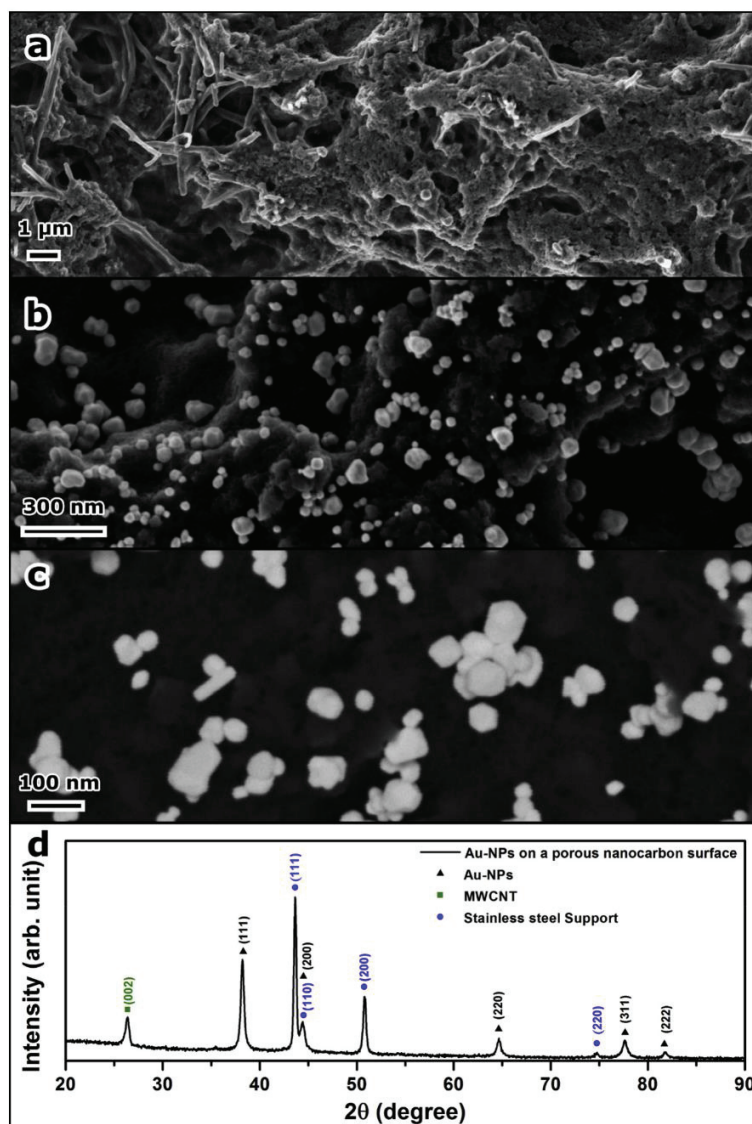 a
1 µm
b
300 nm
c
100 nm
d
Intensity (arb. unit)
Au-NPs on a porous nanocarbon surface
Au-NPs
MWCNT
Stainless steel Support
(002)
(111)
(111)
(200)
(110)
(200)
(220)
(220)
(311)
(222)
20 30 40 50 60 70 80 90
2θ (degree)